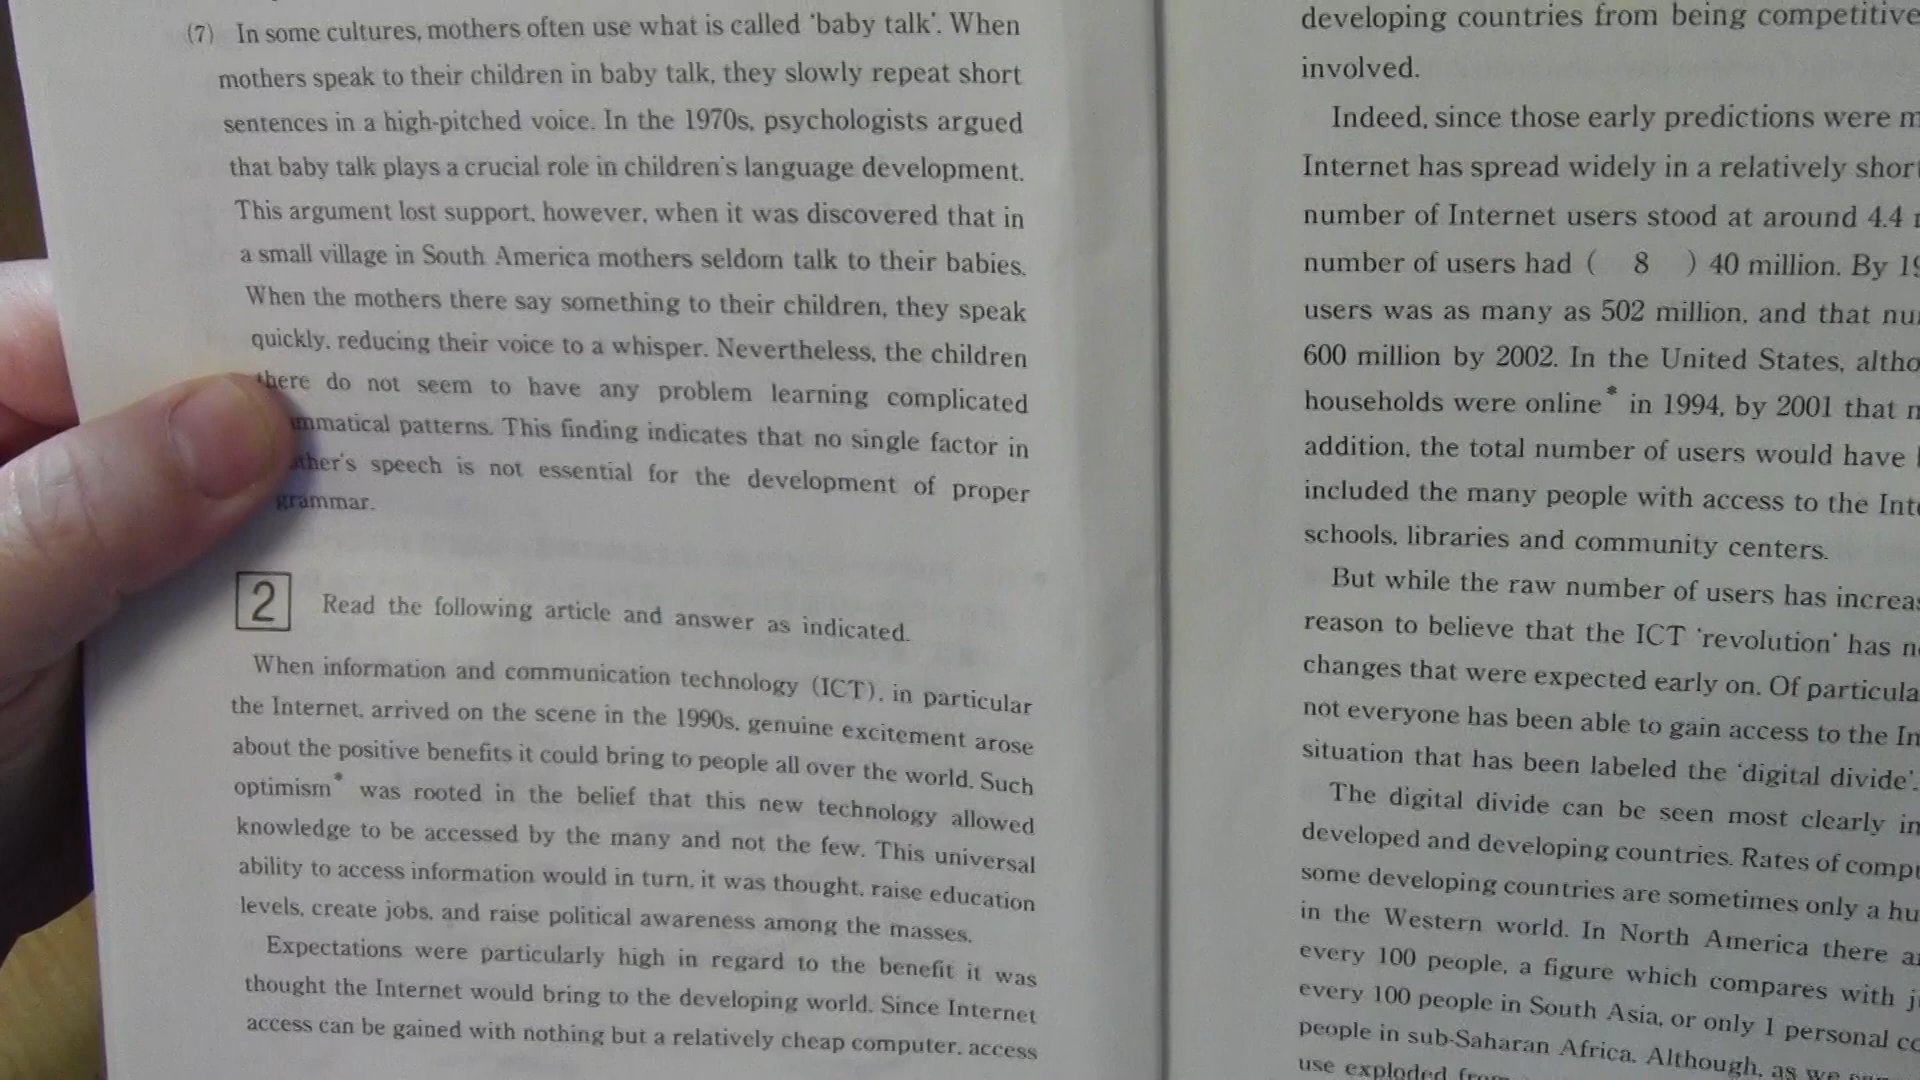 (7) In some cultures, mothers often use what is called 'baby talk'. When
mothers speak to their children in baby talk, they slowly repeat short
sentences in a high-pitched voice. In the 1970s, psychologists argued
that baby talk plays a crucial role in children's language development.
This argument lost support, however, when it was discovered that in
a small village in South America mothers seldom talk to their babies.
When the mothers there say something to their children, they speak
quickly, reducing their voice to a whisper. Nevertheless, the children
there do not seem to have any problem learning complicated
patterns. This finding indicates that no single factor in
speech is not essential for the development of proper
grammar.
2 Read the following article and answer as indicated.
When information and communication technology (ICT), in particular
the Internet, arrived on the scene in the 1990s, genuine excitement arose
about the positive benefits it could bring to people all over the world. Such
optimism* was rooted in the belief that this new technology allowed
knowledge to be accessed by the many and not the few. This universal
ability to access information would in turn, it was thought, raise education
levels, create jobs, and raise political awareness among the masses.
Expectations were particularly high in regard to the benefit it was
thought the Internet would bring to the developing world. Since Internet
access can be gained with nothing but a relatively cheap computer, access
developing countries from being competitive
involved.
Indeed, since those early predictions were
Internet has spread widely in a relatively short
number of Internet users stood at around 4.4
number of users had ( 8 ) 40 million. By
users was as many as 502 million, and that
600 million by 2002. In the United States,
households were online* in 1994, by 2001 that
addition, the total number of users would have
included the many people with access to the
schools, libraries and community centers.
But while the raw number of users has
reason to believe that the ICT 'revolution' has
changes that were expected early on. Of
not everyone has been able to gain access to the
situation that has been labeled the 'digital divide'.
The digital divide can be seen most clearly in
developed and developing countries. Rates of
some developing countries are sometimes only a
in the Western world. In North America there
every 100 people, a figure which compares with
every 100 people in South Asia, or only 1 personal
people in sub-Saharan Africa. Although, as we
use exploded